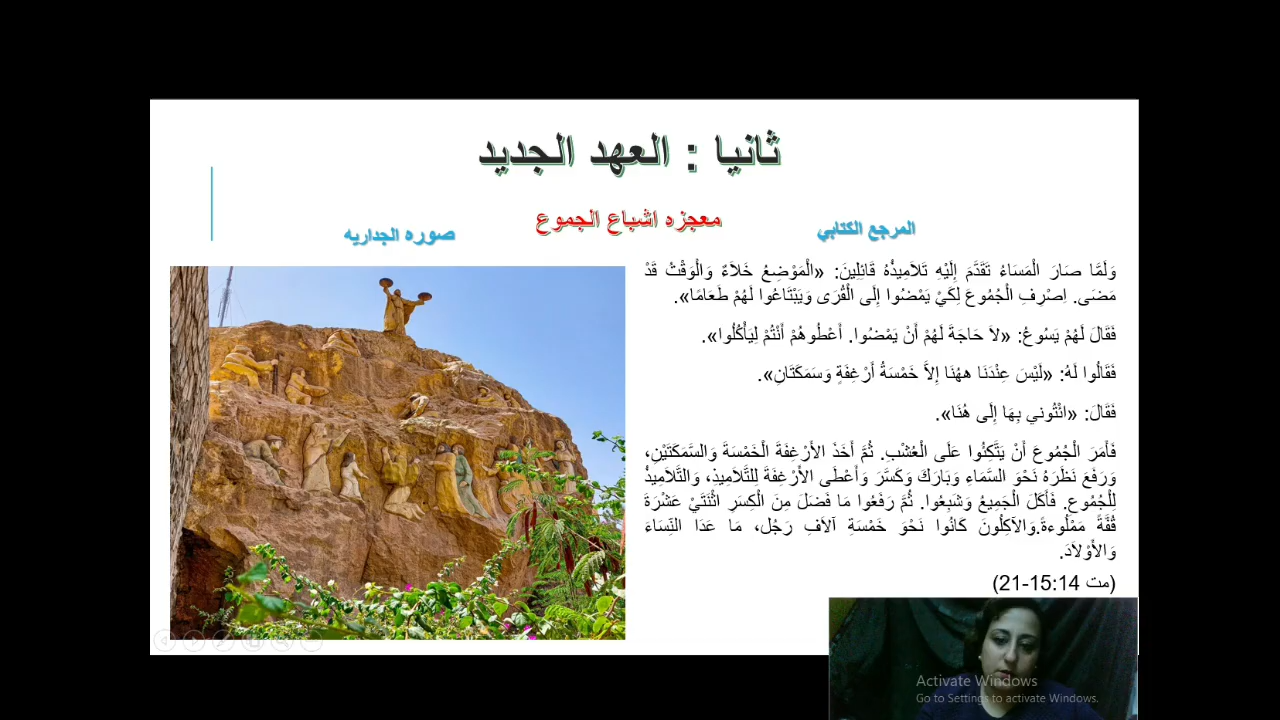 ثانيا : العهد الجديد
معجزه اشباع الجموع
المرجع الكتابي
صوره الجداريه
وَلَمَّا صَارَ الْمَسَاءُ تَقَدَّمَ إِلَيْهِ تَلاَمِيذُهُ قَائِلِينَ: «الْمَوْضِعُ خَلاَءٌ وَالْوَقْتُ قَدْ
مَضَى. اِصْرِفِ الْجُمُوعَ لِكَيْ يَمْضُوا إِلَى الْقُرَى وَيَبْتَاعُوا لَهُمْ طَعَامًا».
فَقَالَ لَهُمْ يَسُوعُ: «لاَ حَاجَةَ لَهُمْ أَنْ يَمْضُوا. أَعْطُوهُمْ أَنْتُمْ لِيَأْكُلُوا».
فَقَالُوا لَهُ: «لَيْسَ عِنْدَنَا ههُنَا إِلاَّ خَمْسَةُ أَرْغِفَةٍ وَسَمَكَتَانِ».
فَقَالَ: «ائْتُوني بِهَا إِلَى هُنَا».
فَأَمَرَ الْجُمُوعَ أَنْ يَتَّكِئُوا عَلَى الْعُشْبِ. ثُمَّ أَخَذَ الأَرْغِفَةَ الْخَمْسَةَ وَالسَّمَكَتَيْنِ،
وَرَفَعَ نَظَرَهُ نَحْوَ السَّمَاءِ وَبَارَكَ وَكَسَّرَ وَأَعْطَى الأَرْغِفَةَ لِلتَّلاَمِيذِ، وَالتَّلاَمِيذُ
لِلْجُمُوعِ. فَأَكَلَ الْجَمِيعُ وَشَبِعُوا. ثُمَّ رَفَعُوا مَا فَضَلَ مِنَ الْكِسَرِ اثْنَتَيْ عَشْرَةَ
قُفَّةً مَمْلُوءةً.وَالآكِلُونَ كَانُوا نَحْوَ خَمْسَةِ آلاَفِ رَجُل، مَا عَدَا النِّسَاءَ
وَالأَوْلاَدَ.
(مت 15:14-21)
Activate Windows
Go to Settings to activate Windows.